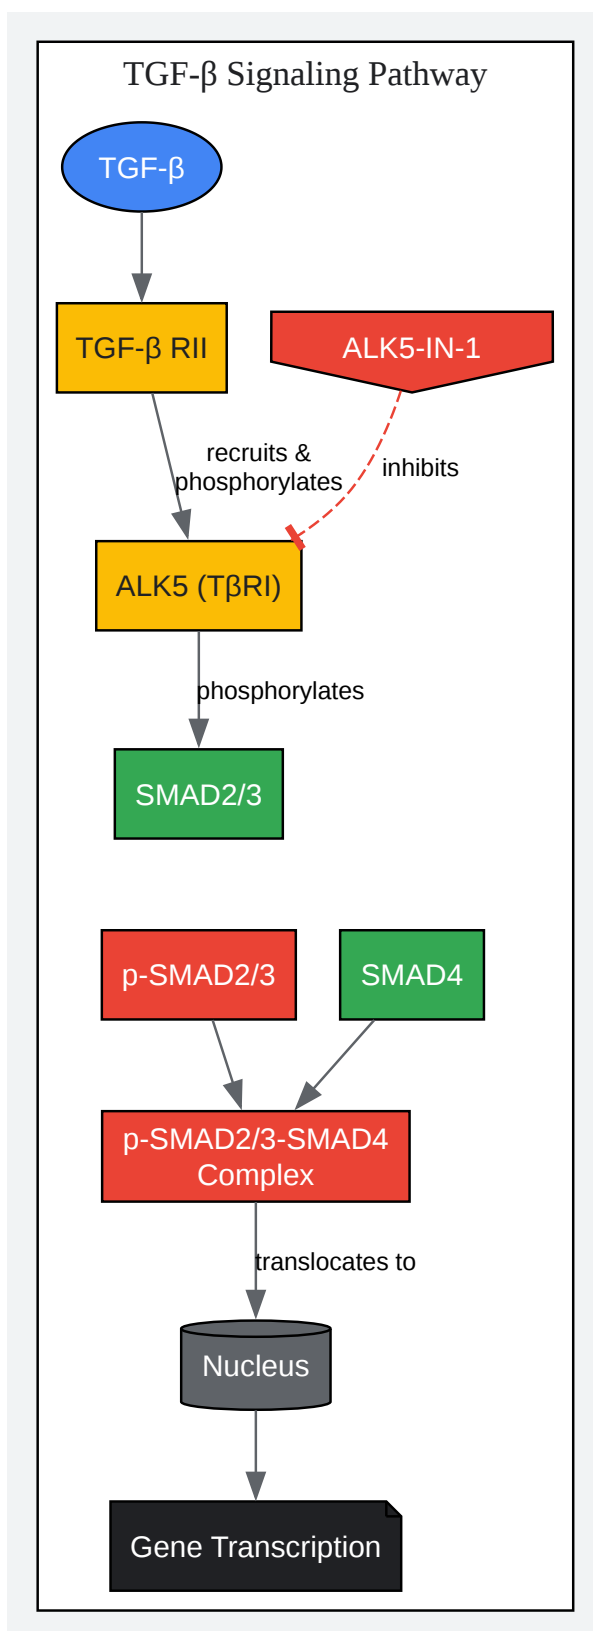 TGF-β Signaling Pathway
TGF-β
TGF-β RII
ALK5-IN-1
recruits &
phosphorylates
inhibits
ALK5 (TβRI)
phosphorylates
SMAD2/3
p-SMAD2/3
SMAD4
p-SMAD2/3-SMAD4
Complex
translocates to
Nucleus
Gene Transcription